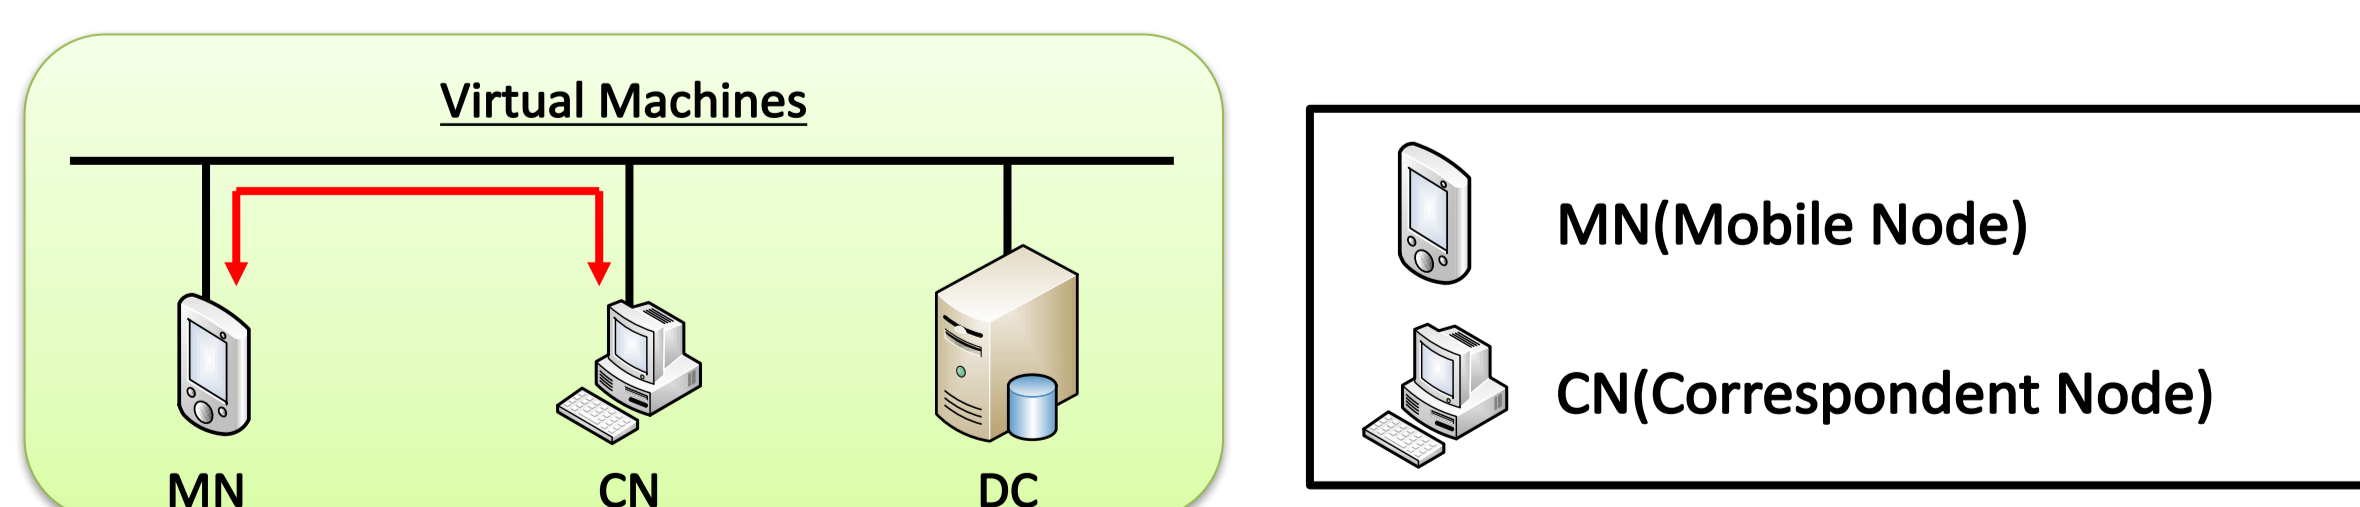 Virtual Machines
MN
CN
DC
MN(Mobile Node)
CN(Correspondent Node)